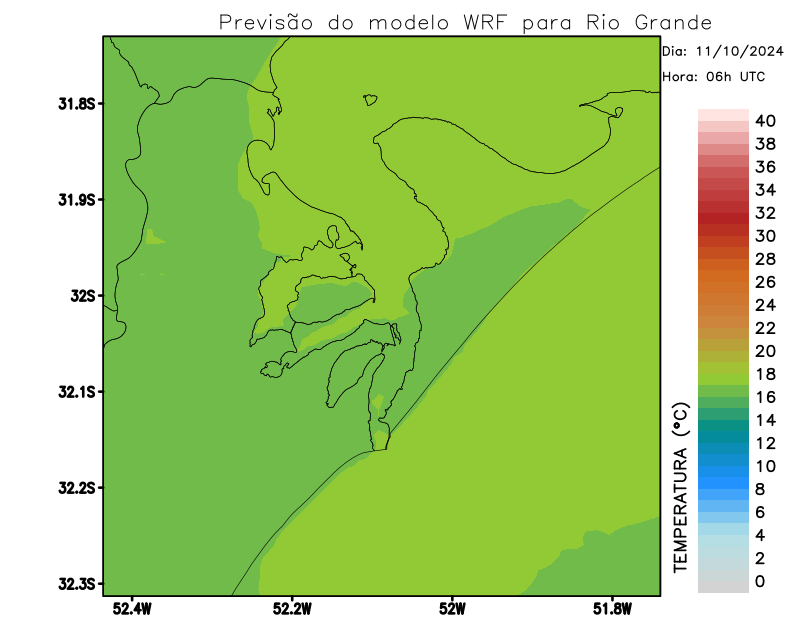 Previsão do modelo WRF para Rio Grande
Dia: 11/10/2024
Hora: 06h UTC
31.8S
31.9S
32S
32.1S
32.2S
32.3S
52.4W
52.2W
52W
51.8W
TEMPERATURA (°C)
40
38
36
34
32
30
28
26
24
22
20
18
16
14
12
10
8
6
4
2
0